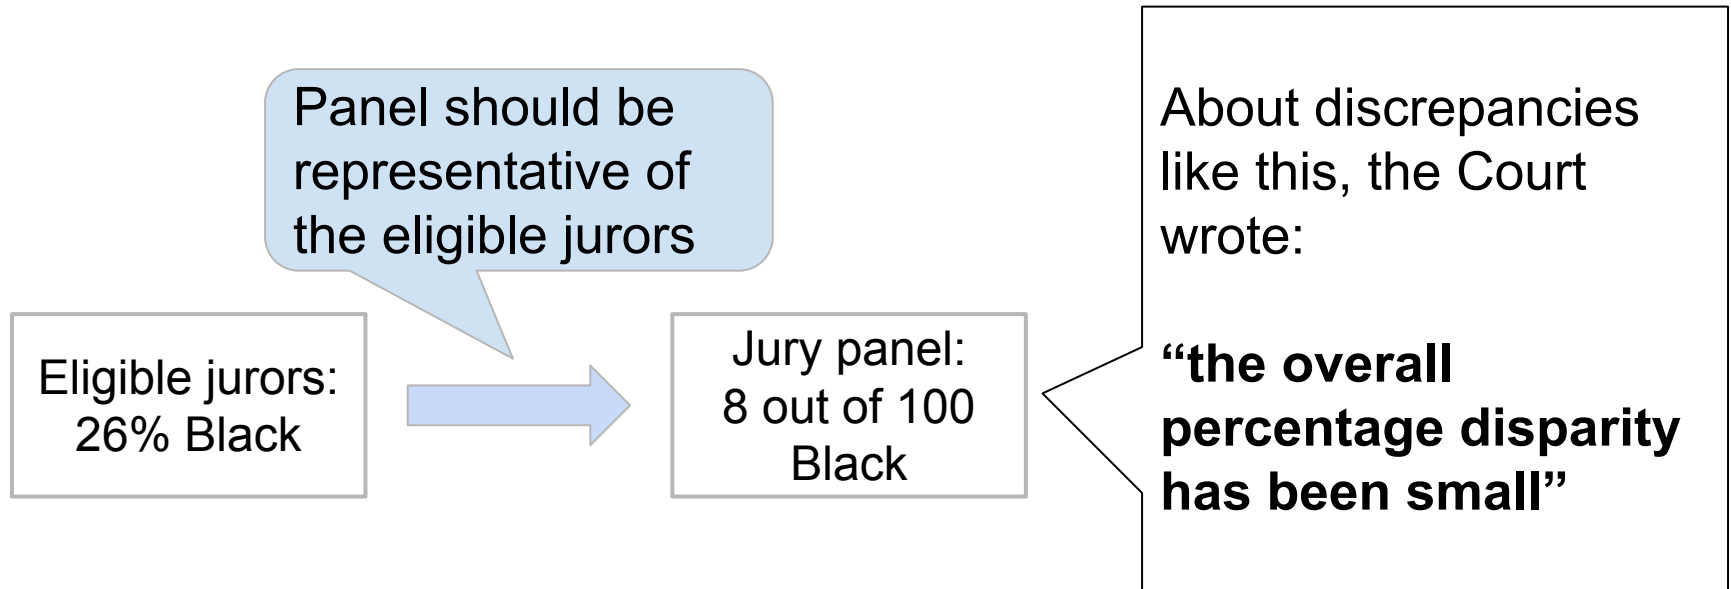 Panel should be
representative of
the eligible jurors
Eligible jurors:
26% Black
Jury panel:
8 out of 100
Black
About discrepancies
like this, the Court
wrote:
“the overall
percentage disparity
has been small”